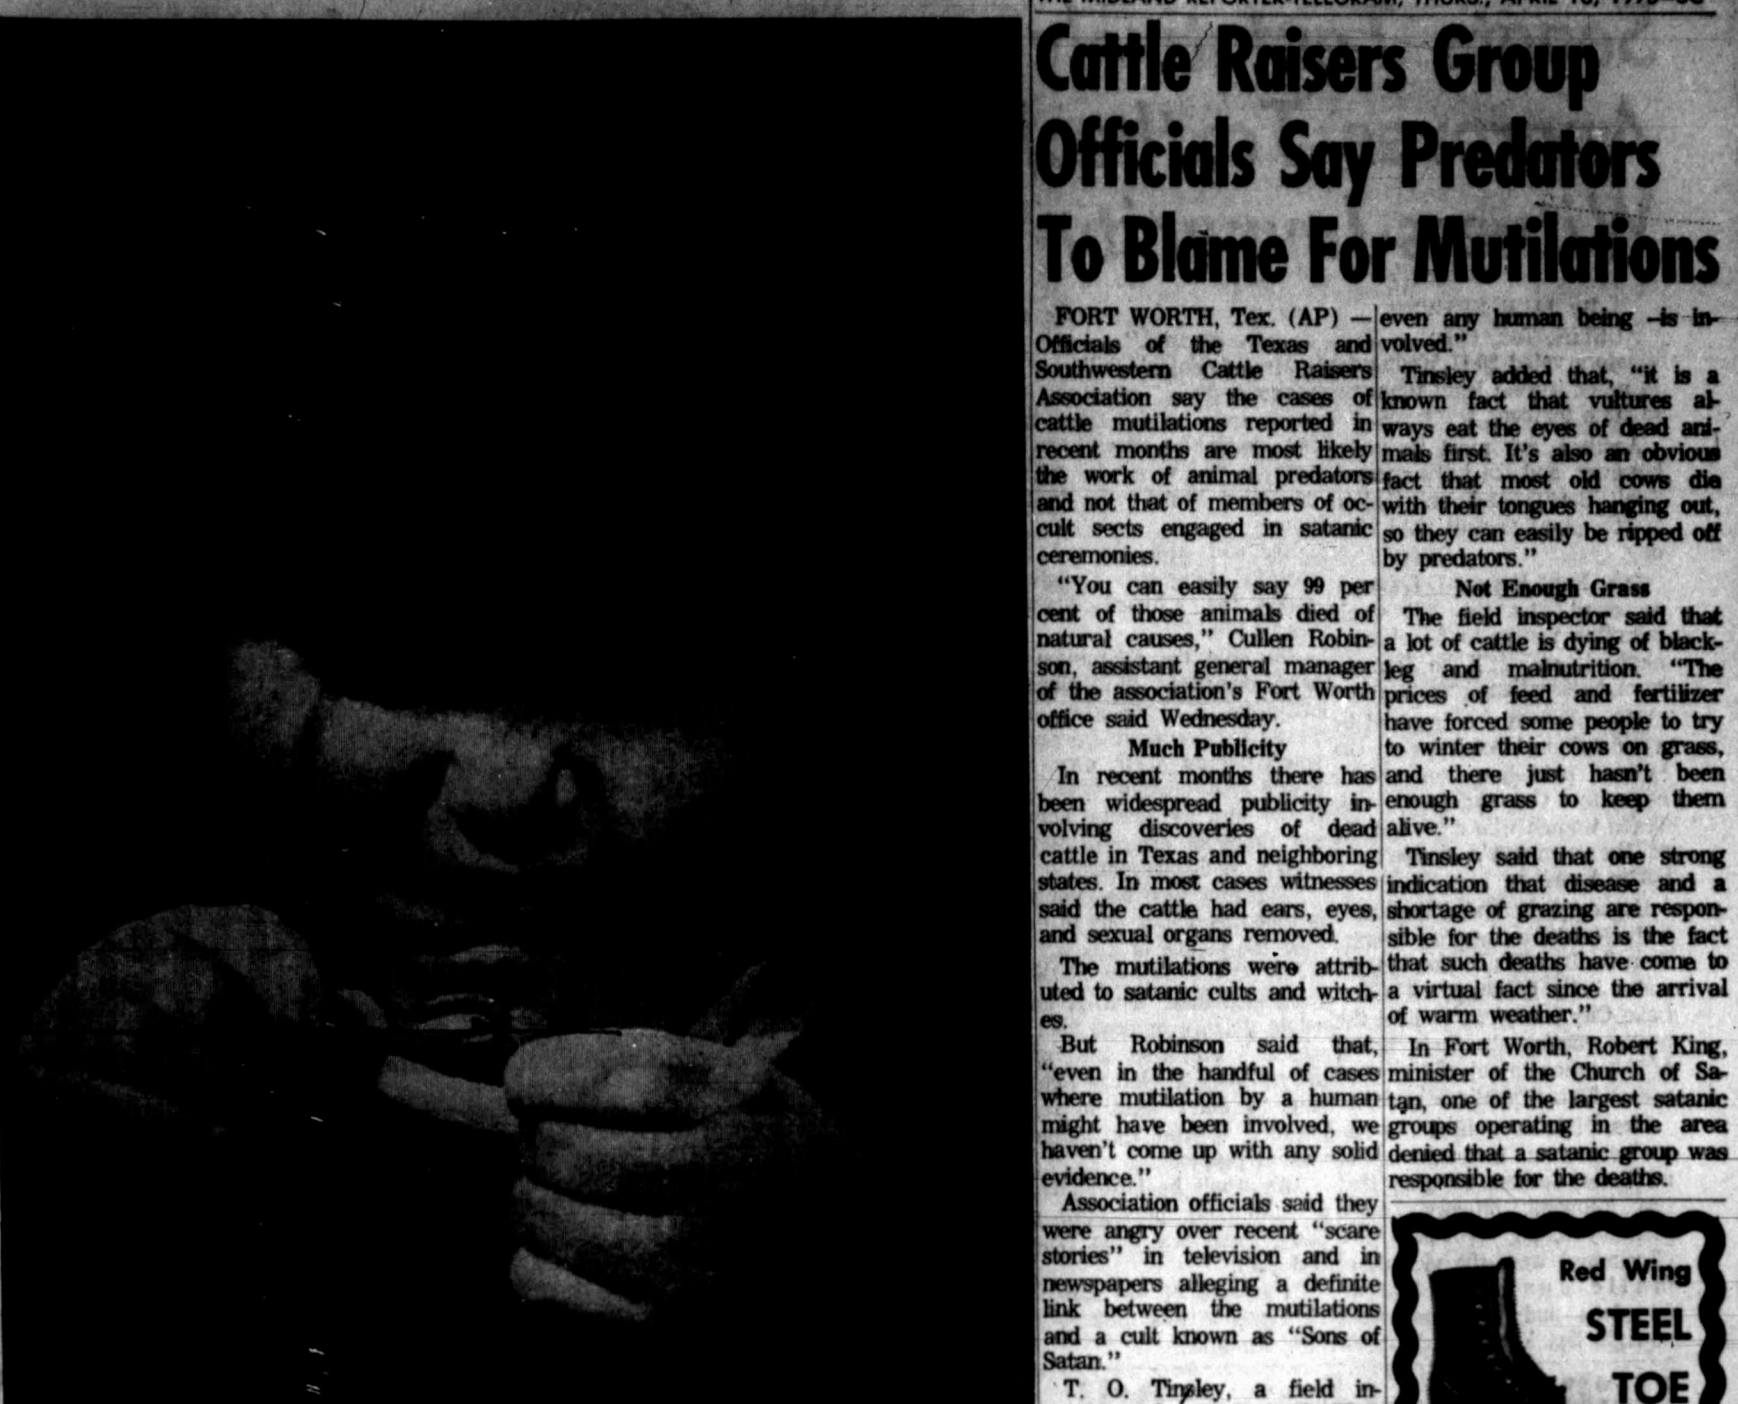 THE MIDLAND REPORTER-TELEGRAM, THURS., APRIL 10, 1975
Cattle Raisers Group
Officials Say Predators
To Blame For Mutilations
FORT WORTH, Tex. (AP) —
Officials of the Texas and
Southwestern Cattle Raisers
Association say the cases of
cattle mutilations reported in
recent months are most likely
the work of animal predators
and not that of members of oc-
cult sects engaged in satanic
ceremonies.
"You can easily say 99 per
cent of those animals died of
natural causes," Cullen Robin-
son, assistant general manager
of the association's Fort Worth
office said Wednesday.
Much Publicity
In recent months there has
been widespread publicity in-
volving discoveries of dead
cattle in Texas and neighboring
states. In most cases witnesses
said the cattle had ears, eyes,
and sexual organs removed.
The mutilations were attrib-
uted to satanic cults and witch-
es.
But Robinson said that,
"even in the handful of cases
where mutilation by a human
might have been involved, we
haven't come up with any solid
evidence."
Association officials said they
were angry over recent "scare
stories" in television and in
newspapers alleging a definite
link between the mutilations
and a cult known as "Sons of
Satan."
T. O. Tinsley, a field in-
even any human being —is in-
volved."
Tinsley added that, "it is a
known fact that vultures al-
ways eat the eyes of dead ani-
mals first. It's also an obvious
fact that most old cows die
with their tongues hanging out,
so they can easily be ripped off
by predators."
Not Enough Grass
The field inspector said that
a lot of cattle is dying of black-
leg and malnutrition. "The
prices of feed and fertilizer
have forced some people to try
to winter their cows on grass,
and there just hasn't been
enough grass to keep them
alive."
Tinsley said that one strong
indication that disease and a
shortage of grazing are respon-
sible for the deaths is the fact
that such deaths have come to
a virtual fact since the arrival
of warm weather."
In Fort Worth, Robert King,
minister of the Church of Sa-
tan, one of the largest satanic
groups operating in the area
denied that a satanic group was
responsible for the deaths.
Red Wing
STEEL
TOE